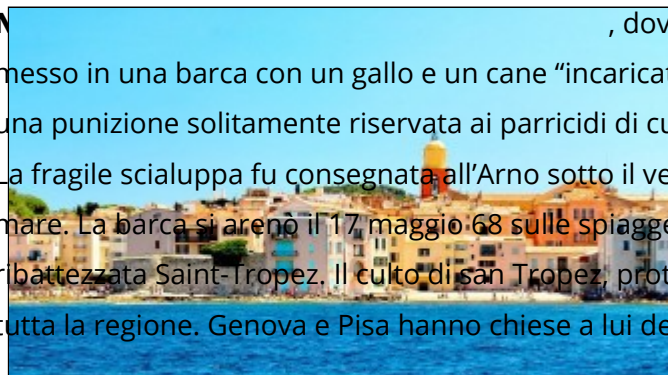 , dov
messo in una barca con un gallo e un cane “incaricat
una punizione solitamente riservata ai parricidi di cu
La fragile scialuppa fu consegnata all’Arno sotto il ve
mare. La barca si arenò il 17 maggio 68 sulle spiagge
ribattezzata Saint-Tropez. Il culto di san Tropez, prot
tutta la regione. Genova e Pisa hanno chiese a lui de